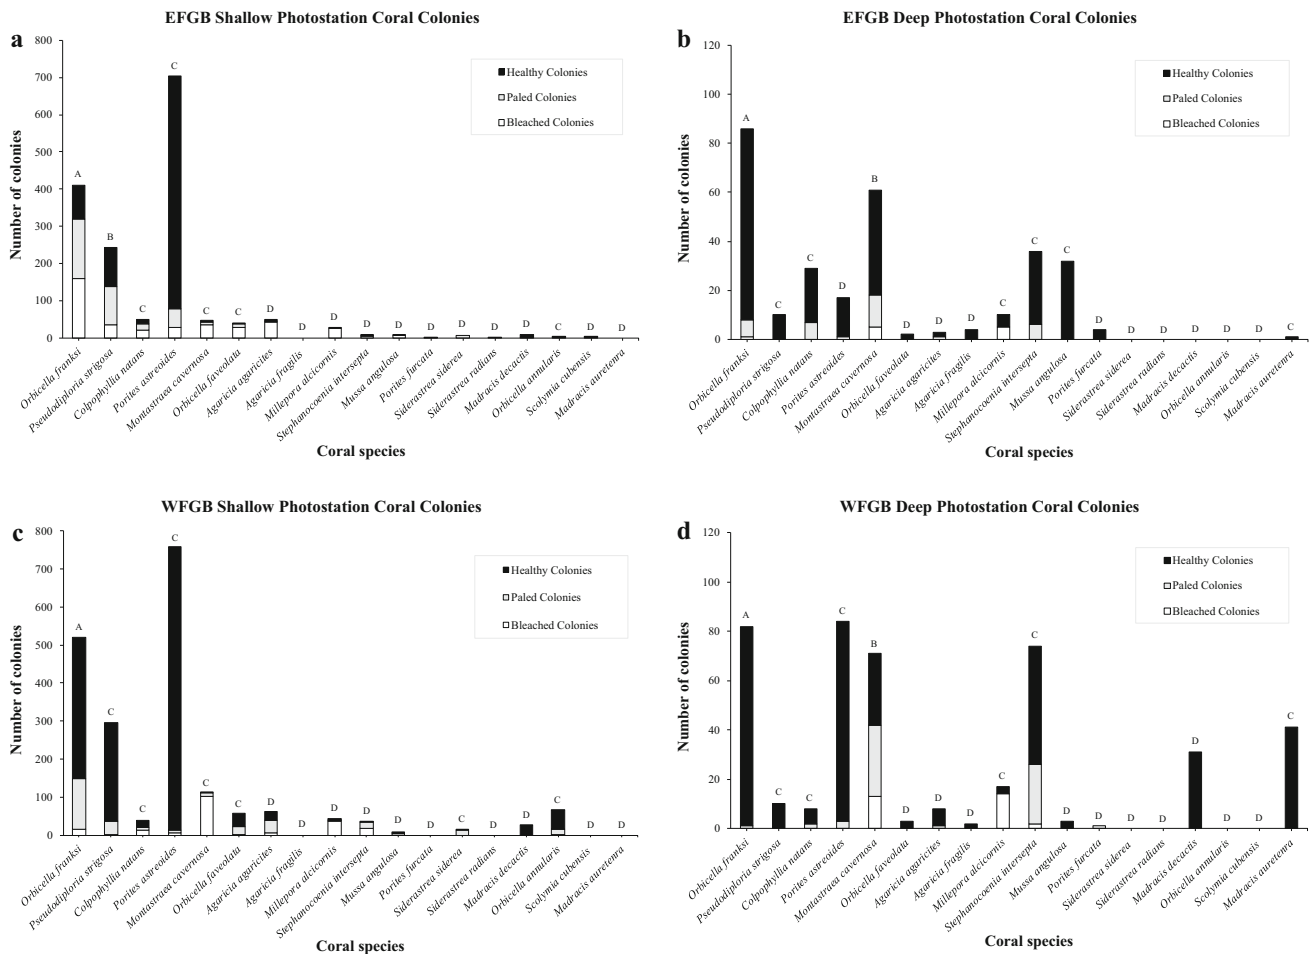 EFGB Shallow Photostation Coral Colonies
a
Number of colonies
800
700
600
500
400
300
200
100
0
Healthy Colonies
Paled Colonies
Bleached Colonies
A
B
C
C
C
C
D
D
D
D
D
D
D
D
D
C
D
D
Orbicella franksi
Pseudodiploria strigosa
Colpophyllia natans
Porites astreoides
Montastraea cavernosa
Orbicella faveolata
Agaricia agaricites
Agaricia fragilis
Millepora alcicornis
Stephanocoenia intersepta
Mussa angulosa
Porites furcata
Siderastrea siderea
Siderastrea radians
Madracis decactis
Orbicella annularis
Scolymia cubensis
Madracis auretenra
Coral species
EFGB Deep Photostation Coral Colonies
b
Number of colonies
120
100
80
60
40
20
0
Healthy Colonies
Paled Colonies
Bleached Colonies
A
C
C
D
B
D
D
D
C
C
C
D
D
D
D
D
D
C
Orbicella franksi
Pseudodiploria strigosa
Colpophyllia natans
Porites astreoides
Montastraea cavernosa
Orbicella faveolata
Agaricia agaricites
Agaricia fragilis
Millepora alcicornis
Stephanocoenia intersepta
Mussa angulosa
Porites furcata
Siderastrea siderea
Siderastrea radians
Madracis decactis
Orbicella annularis
Scolymia cubensis
Madracis auretenra
Coral species
WFGB Shallow Photostation Coral Colonies
c
Number of colonies
800
700
600
500
400
300
200
100
0
Healthy Colonies
Paled Colonies
Bleached Colonies
A
C
C
C
C
C
D
D
D
D
D
D
C
D
D
C
D
D
Orbicella franksi
Pseudodiploria strigosa
Colpophyllia natans
Porites astreoides
Montastraea cavernosa
Orbicella faveolata
Agaricia agaricites
Agaricia fragilis
Millepora alcicornis
Stephanocoenia intersepta
Mussa angulosa
Porites furcata
Siderastrea siderea
Siderastrea radians
Madracis decactis
Orbicella annularis
Scolymia cubensis
Madracis auretenra
Coral species
WFGB Deep Photostation Coral Colonies
d
Number of colonies
120
100
80
60
40
20
0
Healthy Colonies
Paled Colonies
Bleached Colonies
A
C
C
C
B
D
D
D
C
C
D
D
D
D
D
D
D
C
Orbicella franksi
Pseudodiploria strigosa
Colpophyllia natans
Porites astreoides
Montastraea cavernosa
Orbicella faveolata
Agaricia agaricites
Agaricia fragilis
Millepora alcicornis
Stephanocoenia intersepta
Mussa angulosa
Porites furcata
Siderastrea siderea
Siderastrea radians
Madracis decactis
Orbicella annularis
Scolymia cubensis
Madracis auretenra
Coral species